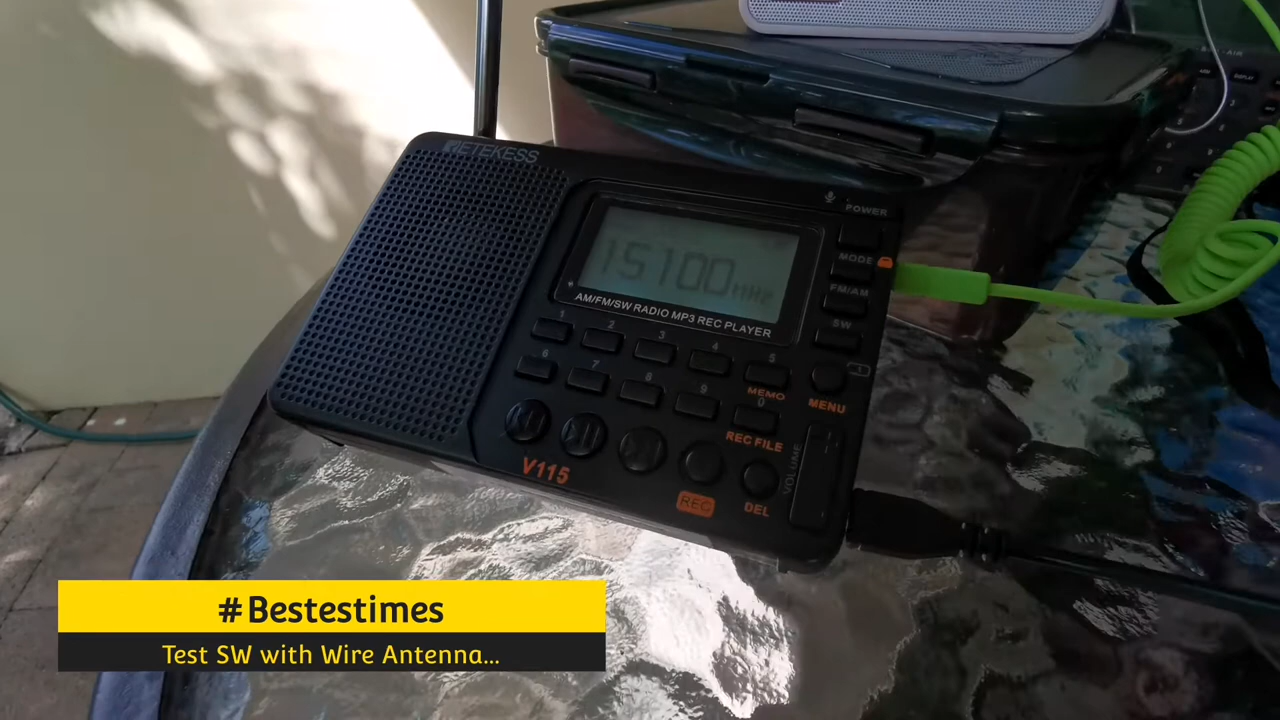 RETEKESS
POWER
MODE
15100
AM/FM/SW RADIO MP3 REC PLAYER
FM/AM
SW
1 2 3 4 5
MEMO
6 7 8 9 0
MENU
REC FILE
VOLUME
V115
REC
DEL
#Bestestimes
Test SW with Wire Antenna...